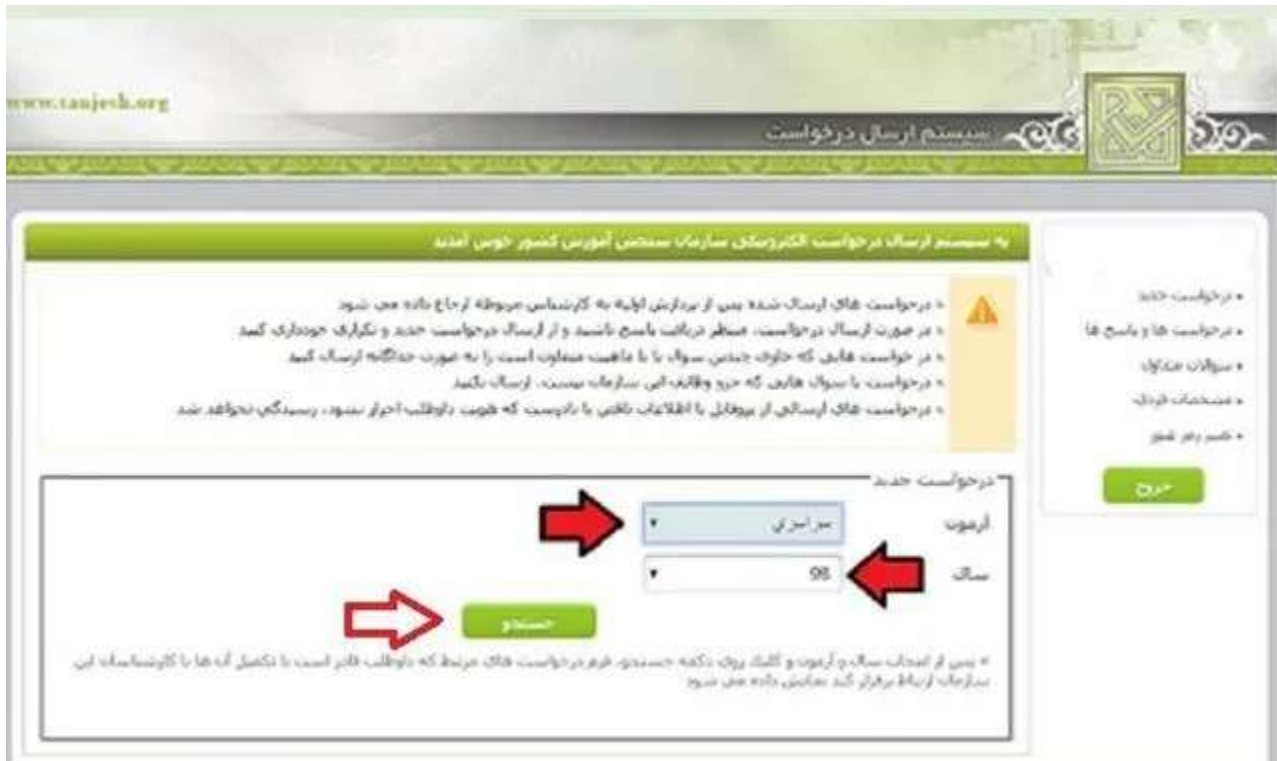 www.sanjesh.org
سیستم ارسال درخواست
به سیستم ارسال درخواست الکترونیکی سازمان سنجش آموزش کشور خوش آمدید
» درخواست های ارسال شده پس از پردازش اولیه به کارشناس مربوطه ارجاع داده می شود
» در صورت ارسال درخواست، منتظر دریافت پاسخ باشید و از ارسال درخواست جدید و تکراری خودداری کنید
» در خواست هایی که حاوی چندین سوال با ماهیت متفاوت است را به صورت جداگانه ارسال کنید
» درخواست یا سوال هایی که جزو وظایف این سازمان نیست، ارسال نکنید
» درخواست های ارسالی از پروفایل با اطلاعات ناقص یا نادرست که هویت داوطلب احراز نشود، رسیدگی نخواهد شد
• درخواست جدید
• درخواست ها و پاسخ ها
• سوالات متداول
• مشخصات فردی
• تغییر رمز عبور
خروج
درخواست جدید
آزمون
سراسري
سال
98
جستجو
» پس از انتخاب سال و آزمون و کلیک روی دکمه جستجو، فرم درخواست های مرتبط که داوطلب قادر است با تکمیل آن ها با کارشناسان این
سازمان ارتباط برقرار کند نمایش داده می شود